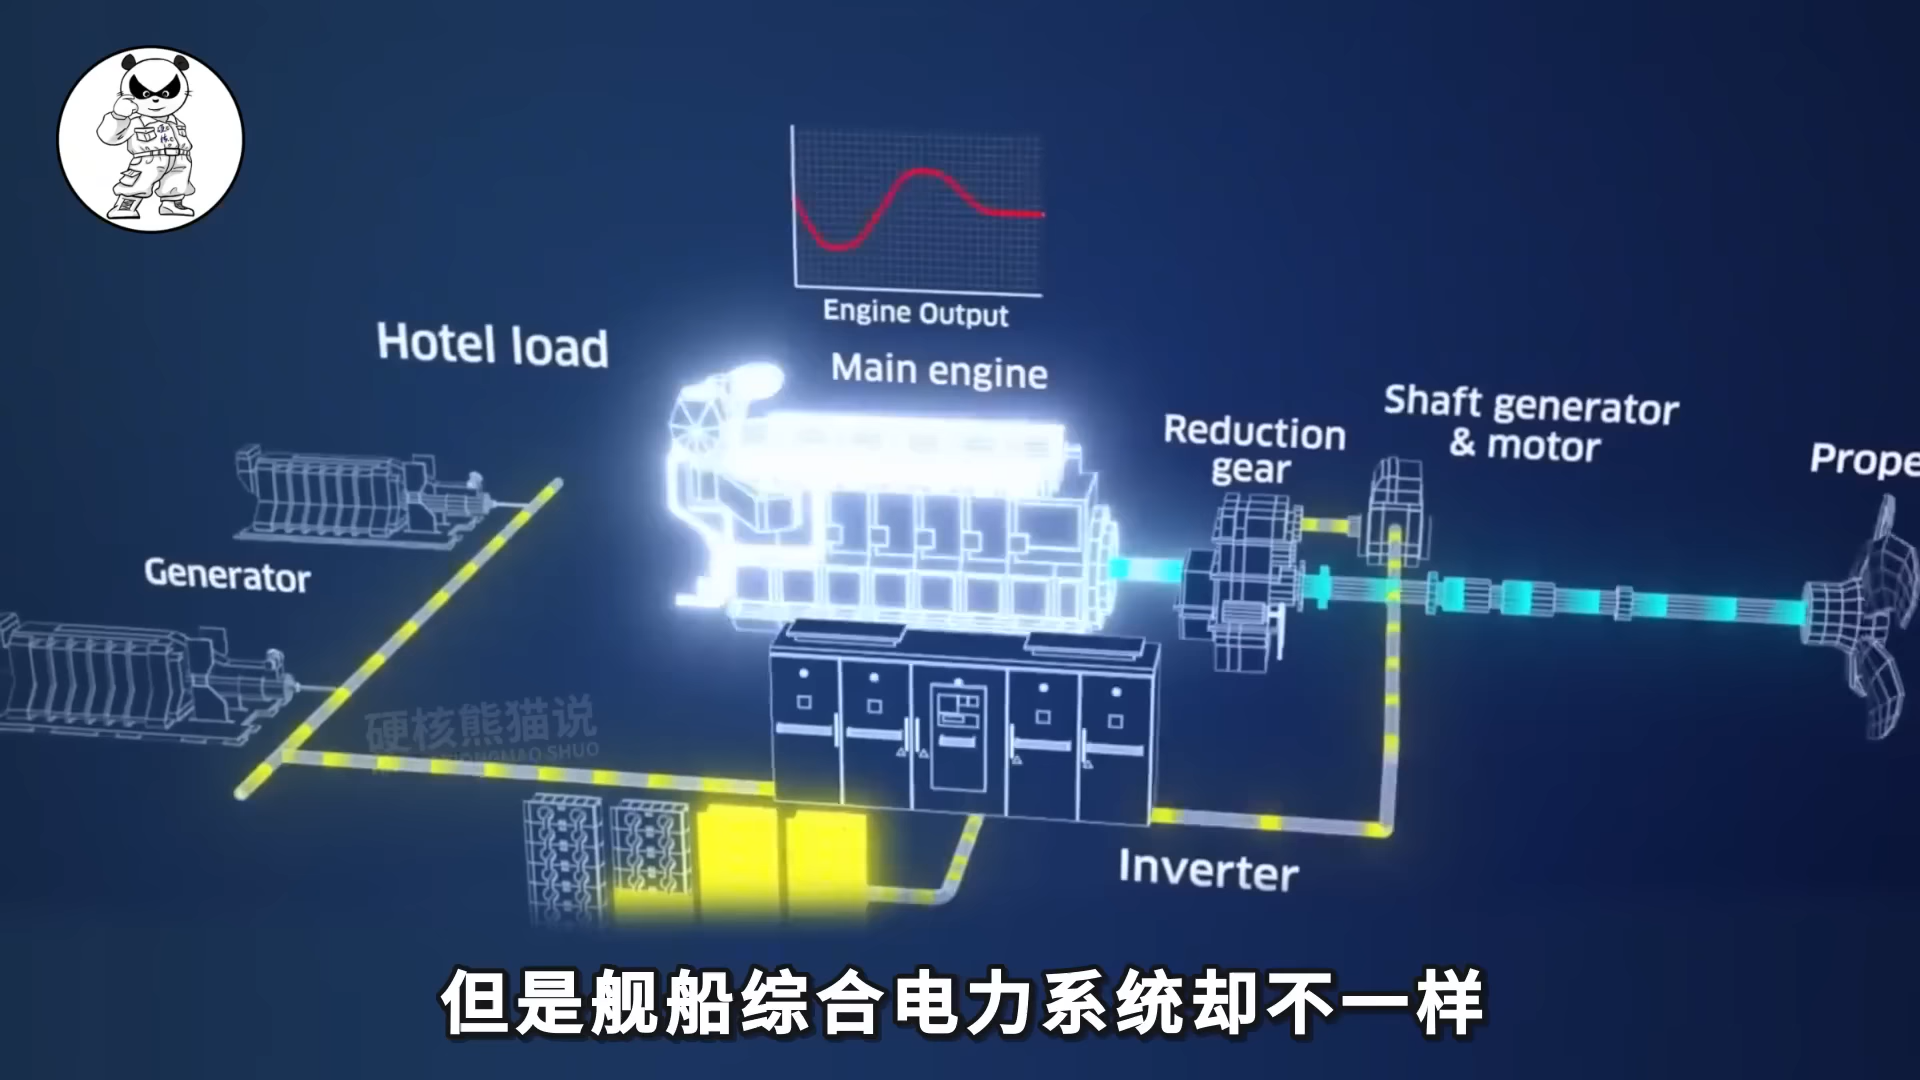 Engine Output
Main engine
Hotel load
Shaft generator
& motor
Reduction
gear
Prope
Generator
硬核熊猫说
Inverter
但是舰船综合电力系统却不一样